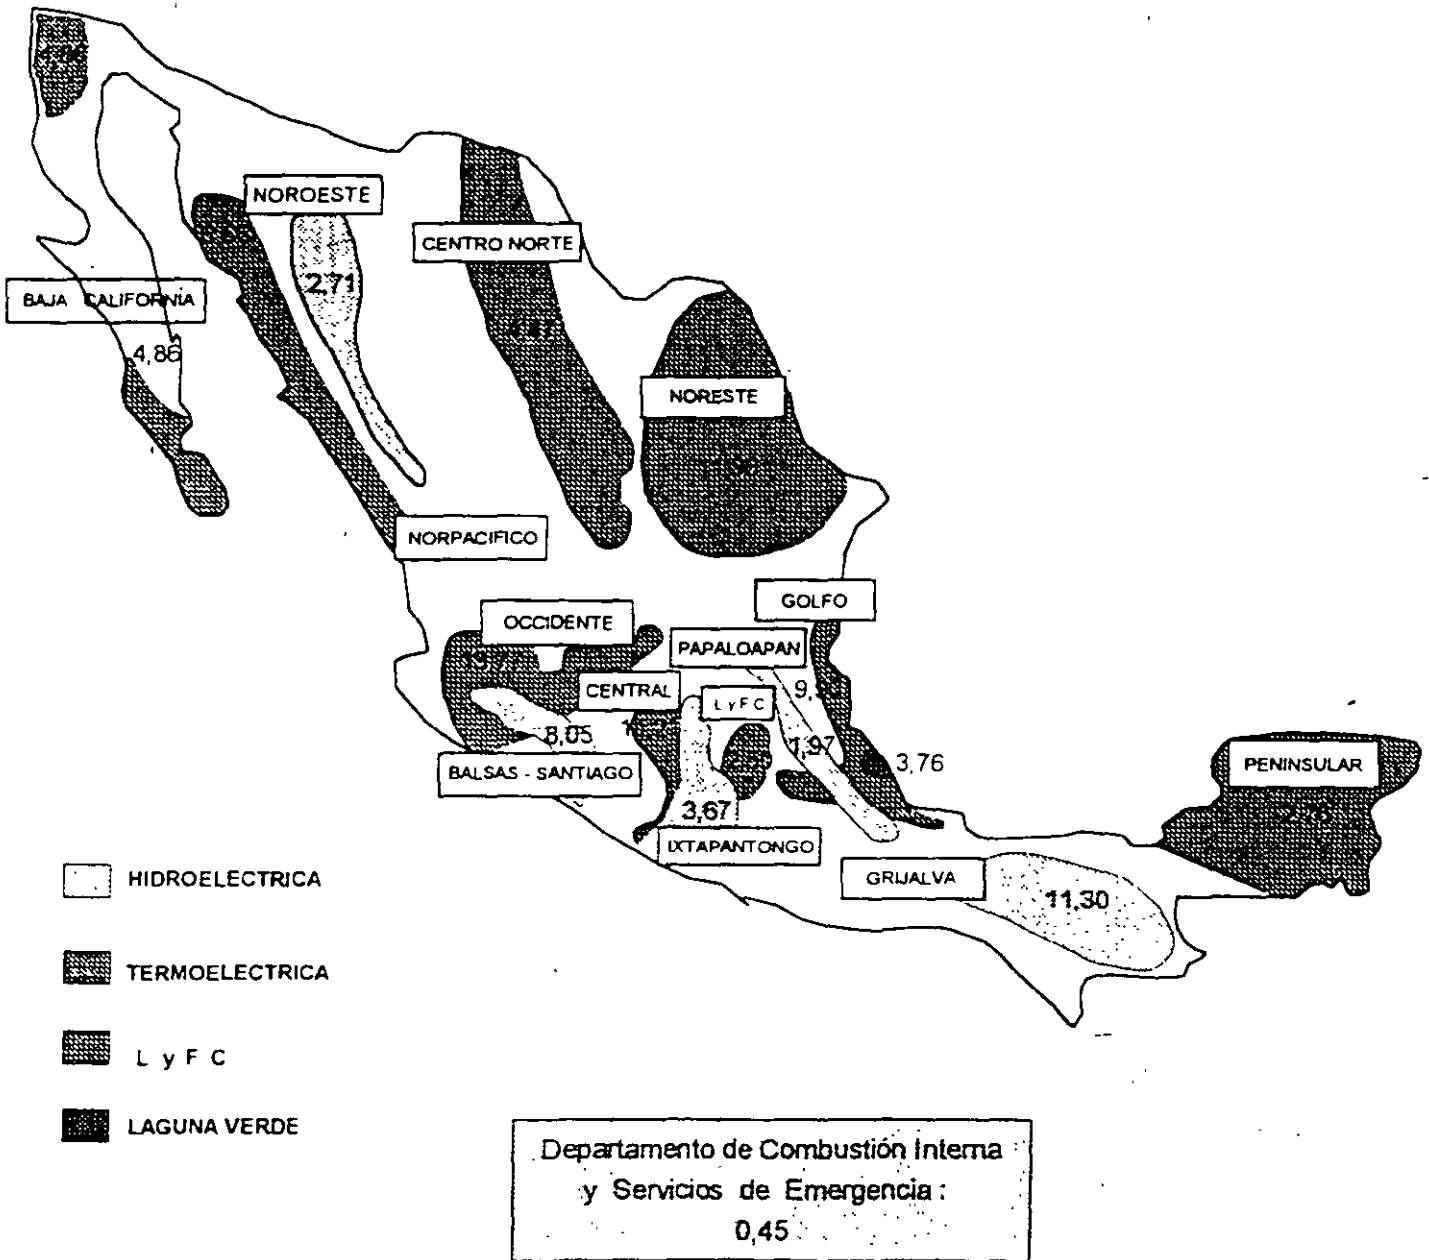 NOROESTE
CENTRO NORTE
2,71
BAJA CALIFORNIA
4,86
NORESTE
NORPACIFICO
GOLFO
OCCIDENTE
PAPALOAPAN
CENTRAL
L y F C
8,05
1,97
3,76
BALSAS - SANTIAGO
PENINSULAR
3,67
2,76
IXTAPANTONGO
GRIJALVA
11,30
HIDROELECTRICA
TERMOELECTRICA
L y F C
LAGUNA VERDE
Departamento de Combustión Interna
y Servicios de Emergencia :
0,45